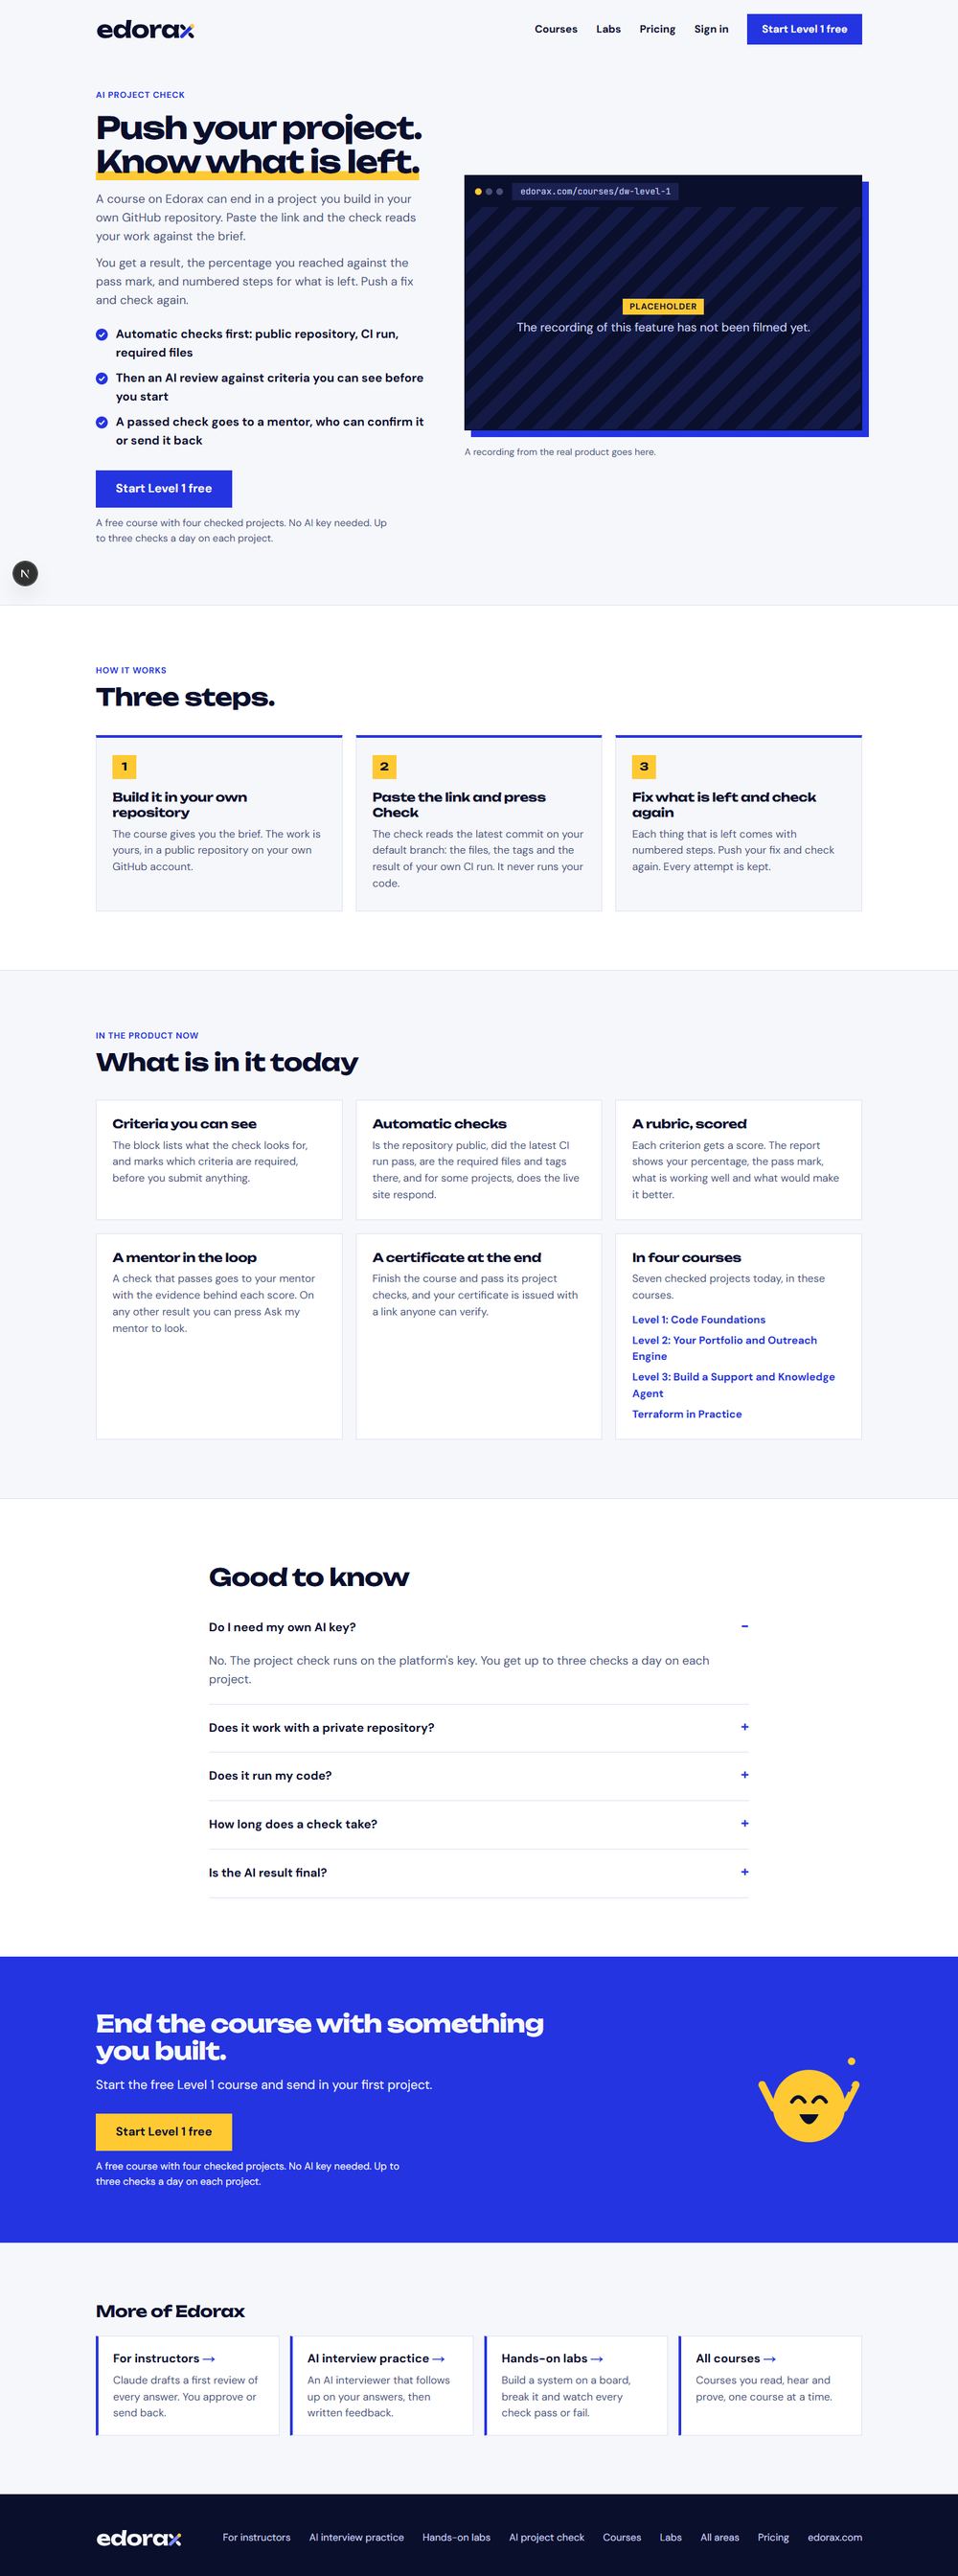 edorax
Courses
Labs
Pricing
Sign in
Start Level 1 free
AI PROJECT CHECK
Push your project.
Know what is left.
A course on Edorax can end in a project you build in your
own GitHub repository. Paste the link and the check reads
your work against the brief.
You get a result, the percentage you reached against the
pass mark, and numbered steps for what is left. Push a fix
and check again.
Automatic checks first: public repository, CI run,
required files
Then an AI review against criteria you can see before
you start
A passed check goes to a mentor, who can confirm it
or send it back
Start Level 1 free
A free course with four checked projects. No AI key needed. Up
to three checks a day on each project.
edorax.com/courses/dw-level-1
PLACEHOLDER
The recording of this feature has not been filmed yet.
A recording from the real product goes here.
N
HOW IT WORKS
Three steps.
1
Build it in your own
repository
The course gives you the brief. The work is
yours, in a public repository on your own
GitHub account.
2
Paste the link and press
Check
The check reads the latest commit on your
default branch: the files, the tags and the
result of your own CI run. It never runs your
code.
3
Fix what is left and check
again
Each thing that is left comes with
numbered steps. Push your fix and check
again. Every attempt is kept.
IN THE PRODUCT NOW
What is in it today
Criteria you can see
The block lists what the check looks for,
and marks which criteria are required,
before you submit anything.
Automatic checks
Is the repository public, did the latest CI
run pass, are the required files and tags
there, and for some projects, does the live
site respond.
A rubric, scored
Each criterion gets a score. The report
shows your percentage, the pass mark,
what is working well and what would make
it better.
A mentor in the loop
A check that passes goes to your mentor
with the evidence behind each score. On
any other result you can press Ask my
mentor to look.
A certificate at the end
Finish the course and pass its project
checks, and your certificate is issued with
a link anyone can verify.
In four courses
Seven checked projects today, in these
courses.
Level 1: Code Foundations
Level 2: Your Portfolio and Outreach
Engine
Level 3: Build a Support and Knowledge
Agent
Terraform in Practice
Good to know
Do I need my own AI key?
No. The project check runs on the platform's key. You get up to three checks a day on each
project.
Does it work with a private repository?
Does it run my code?
How long does a check take?
Is the AI result final?
End the course with something
you built.
Start the free Level 1 course and send in your first project.
Start Level 1 free
A free course with four checked projects. No AI key needed. Up to
three checks a day on each project.
More of Edorax
For instructors →
Claude drafts a first review of
every answer. You approve or
send back.
AI interview practice →
An AI interviewer that follows
up on your answers, then
written feedback.
Hands-on labs →
Build a system on a board,
break it and watch every
check pass or fail.
All courses →
Courses you read, hear and
prove, one course at a time.
edorax
For instructors
AI interview practice
Hands-on labs
AI project check
Courses
Labs
All areas
Pricing
edorax.com